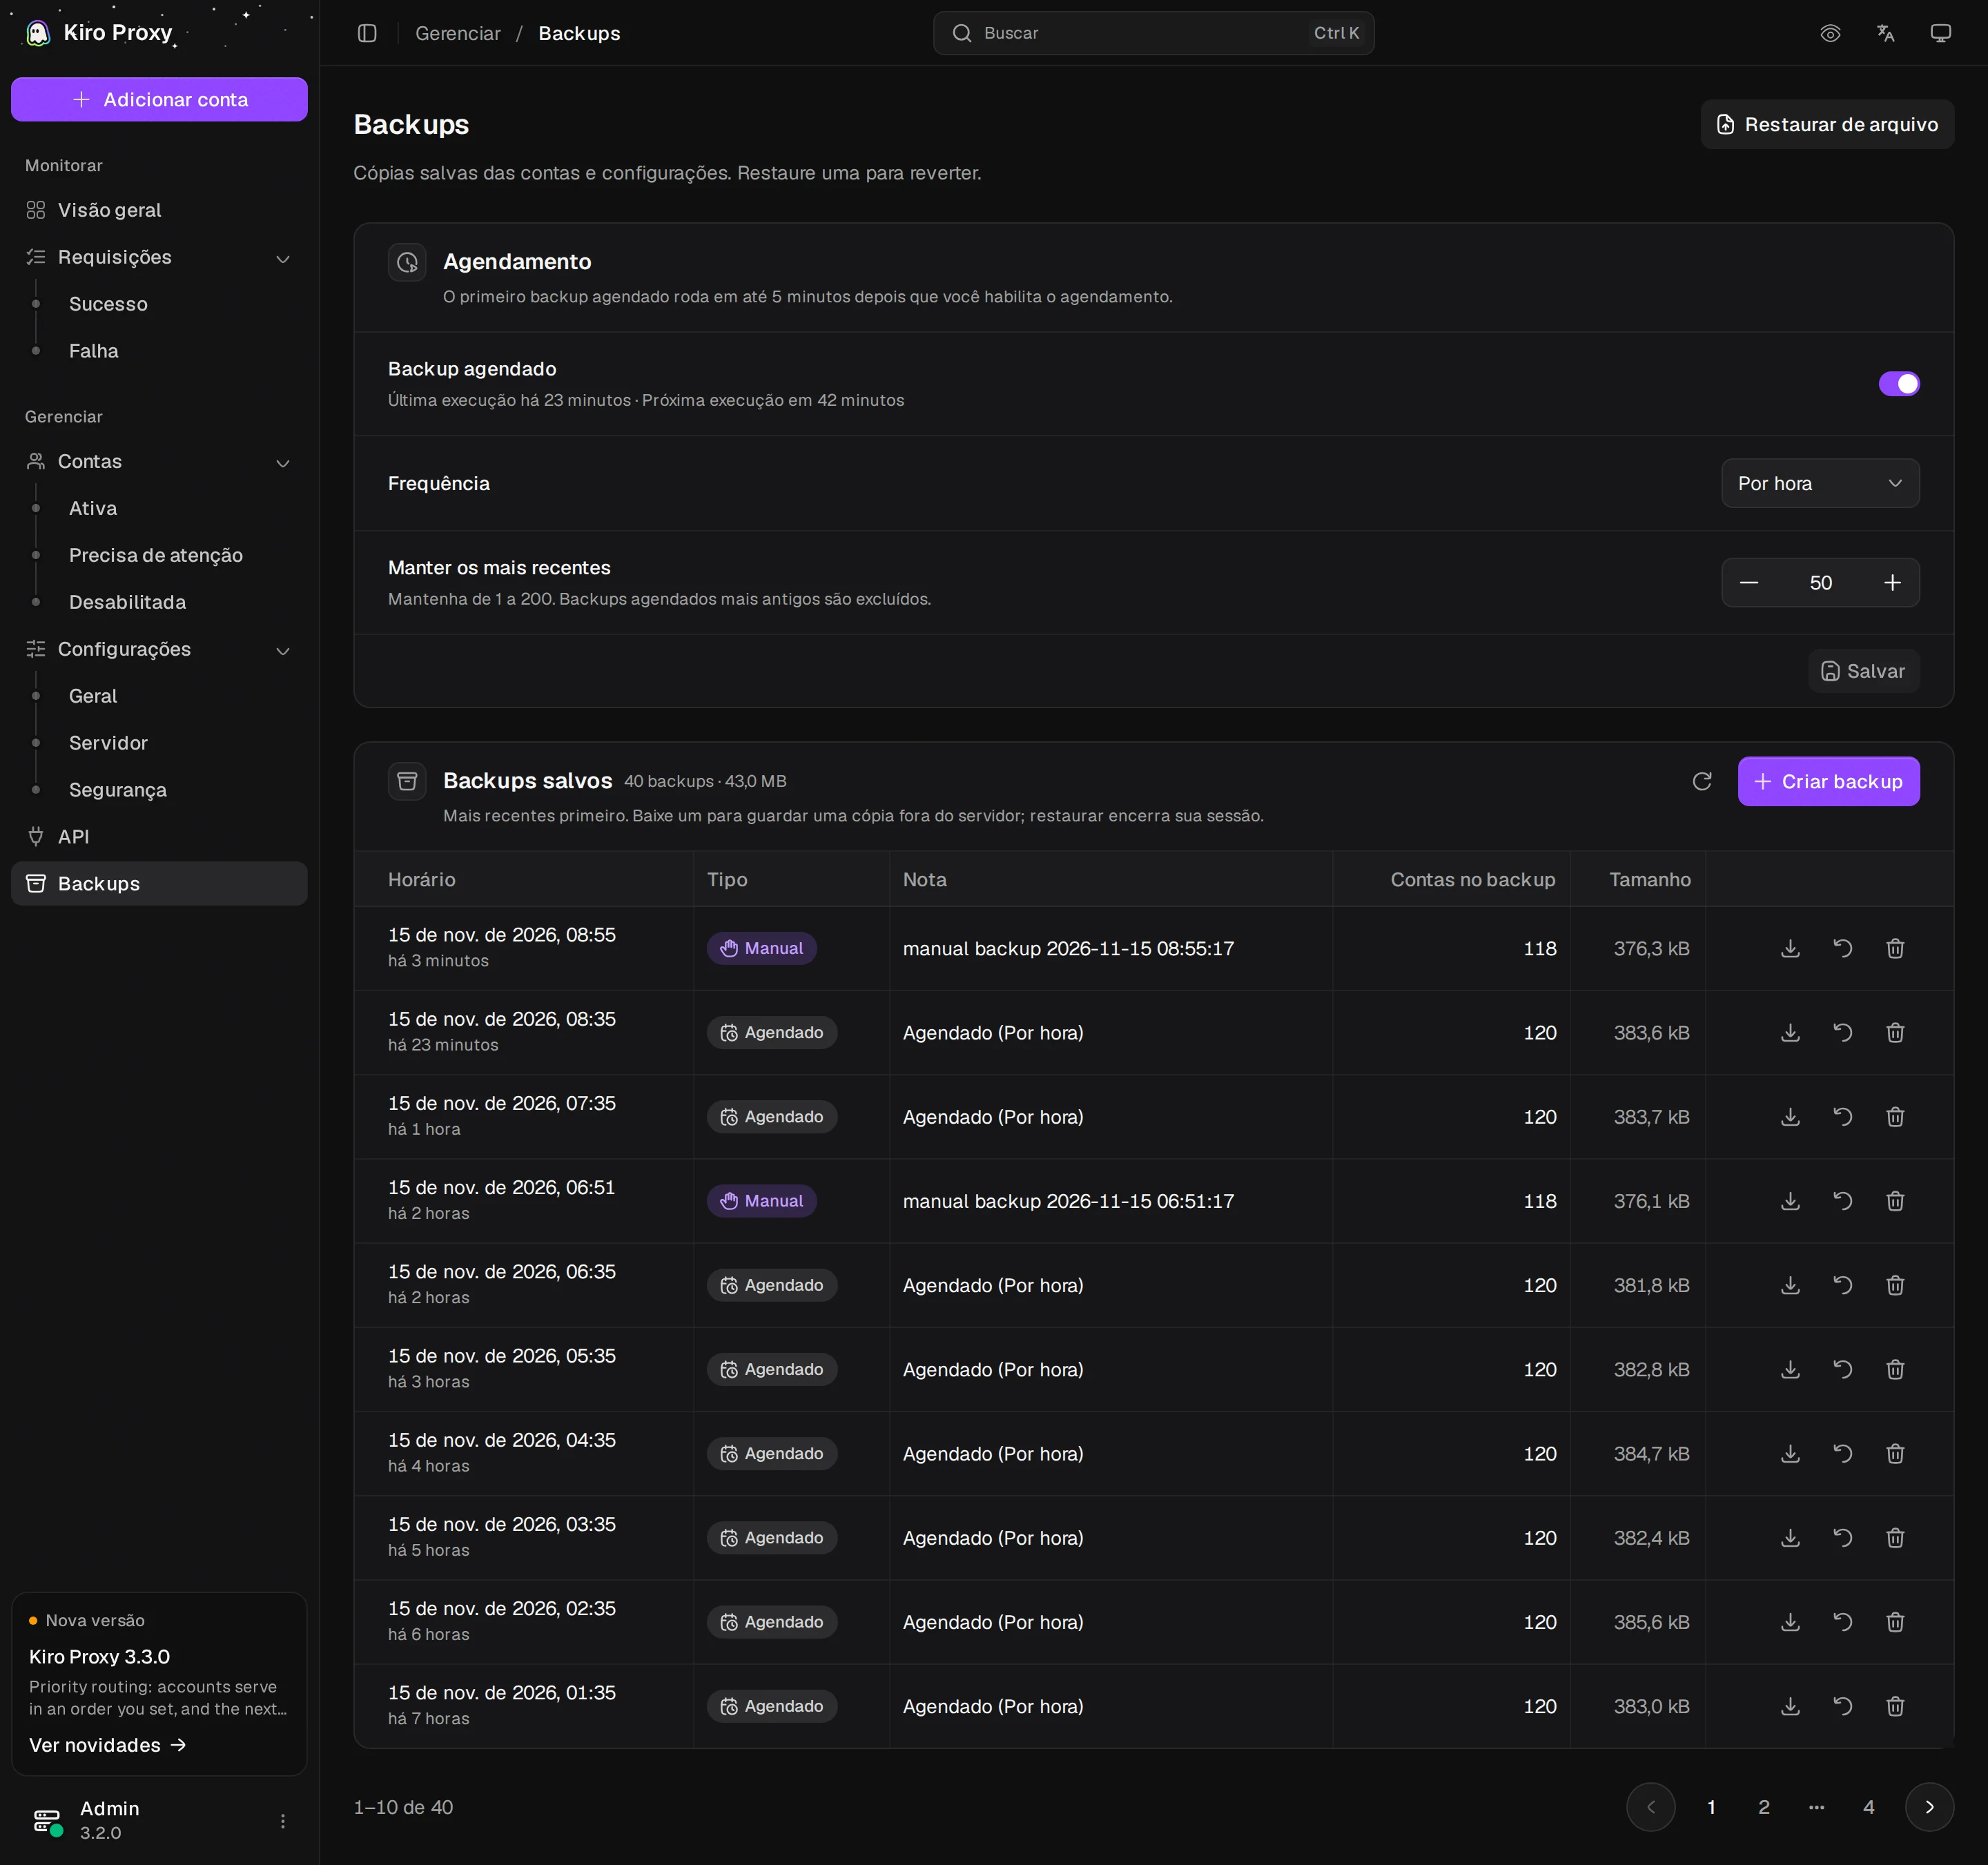 Kiro Proxy
Adicionar conta
Monitorar
Visão geral
Requisições
Sucesso
Falha
Gerenciar
Contas
Ativa
Precisa de atenção
Desabilitada
Configurações
Geral
Servidor
Segurança
API
Backups
Nova versão
Kiro Proxy 3.3.0
Priority routing: accounts serve
in an order you set, and the next...
Ver novidades →
Admin
3.2.0
Gerenciar / Backups
Buscar Ctrl K
Backups
Restaurar de arquivo
Cópias salvas das contas e configurações. Restaure uma para reverter.
Agendamento
O primeiro backup agendado roda em até 5 minutos depois que você habilita o agendamento.
Backup agendado
Última execução há 23 minutos · Próxima execução em 42 minutos
Frequência
Por hora
Manter os mais recentes
Mantenha de 1 a 200. Backups agendados mais antigos são excluídos.
50
Salvar
Backups salvos 40 backups · 43,0 MB
Criar backup
Mais recentes primeiro. Baixe um para guardar uma cópia fora do servidor; restaurar encerra sua sessão.
Horário Tipo Nota Contas no backup Tamanho
15 de nov. de 2026, 08:55
há 3 minutos
Manual manual backup 2026-11-15 08:55:17 118 376,3 kB
15 de nov. de 2026, 08:35
há 23 minutos
Agendado Agendado (Por hora) 120 383,6 kB
15 de nov. de 2026, 07:35
há 1 hora
Agendado Agendado (Por hora) 120 383,7 kB
15 de nov. de 2026, 06:51
há 2 horas
Manual manual backup 2026-11-15 06:51:17 118 376,1 kB
15 de nov. de 2026, 06:35
há 2 horas
Agendado Agendado (Por hora) 120 381,8 kB
15 de nov. de 2026, 05:35
há 3 horas
Agendado Agendado (Por hora) 120 382,8 kB
15 de nov. de 2026, 04:35
há 4 horas
Agendado Agendado (Por hora) 120 384,7 kB
15 de nov. de 2026, 03:35
há 5 horas
Agendado Agendado (Por hora) 120 382,4 kB
15 de nov. de 2026, 02:35
há 6 horas
Agendado Agendado (Por hora) 120 385,6 kB
15 de nov. de 2026, 01:35
há 7 horas
Agendado Agendado (Por hora) 120 383,0 kB
1–10 de 40
1 2 ... 4